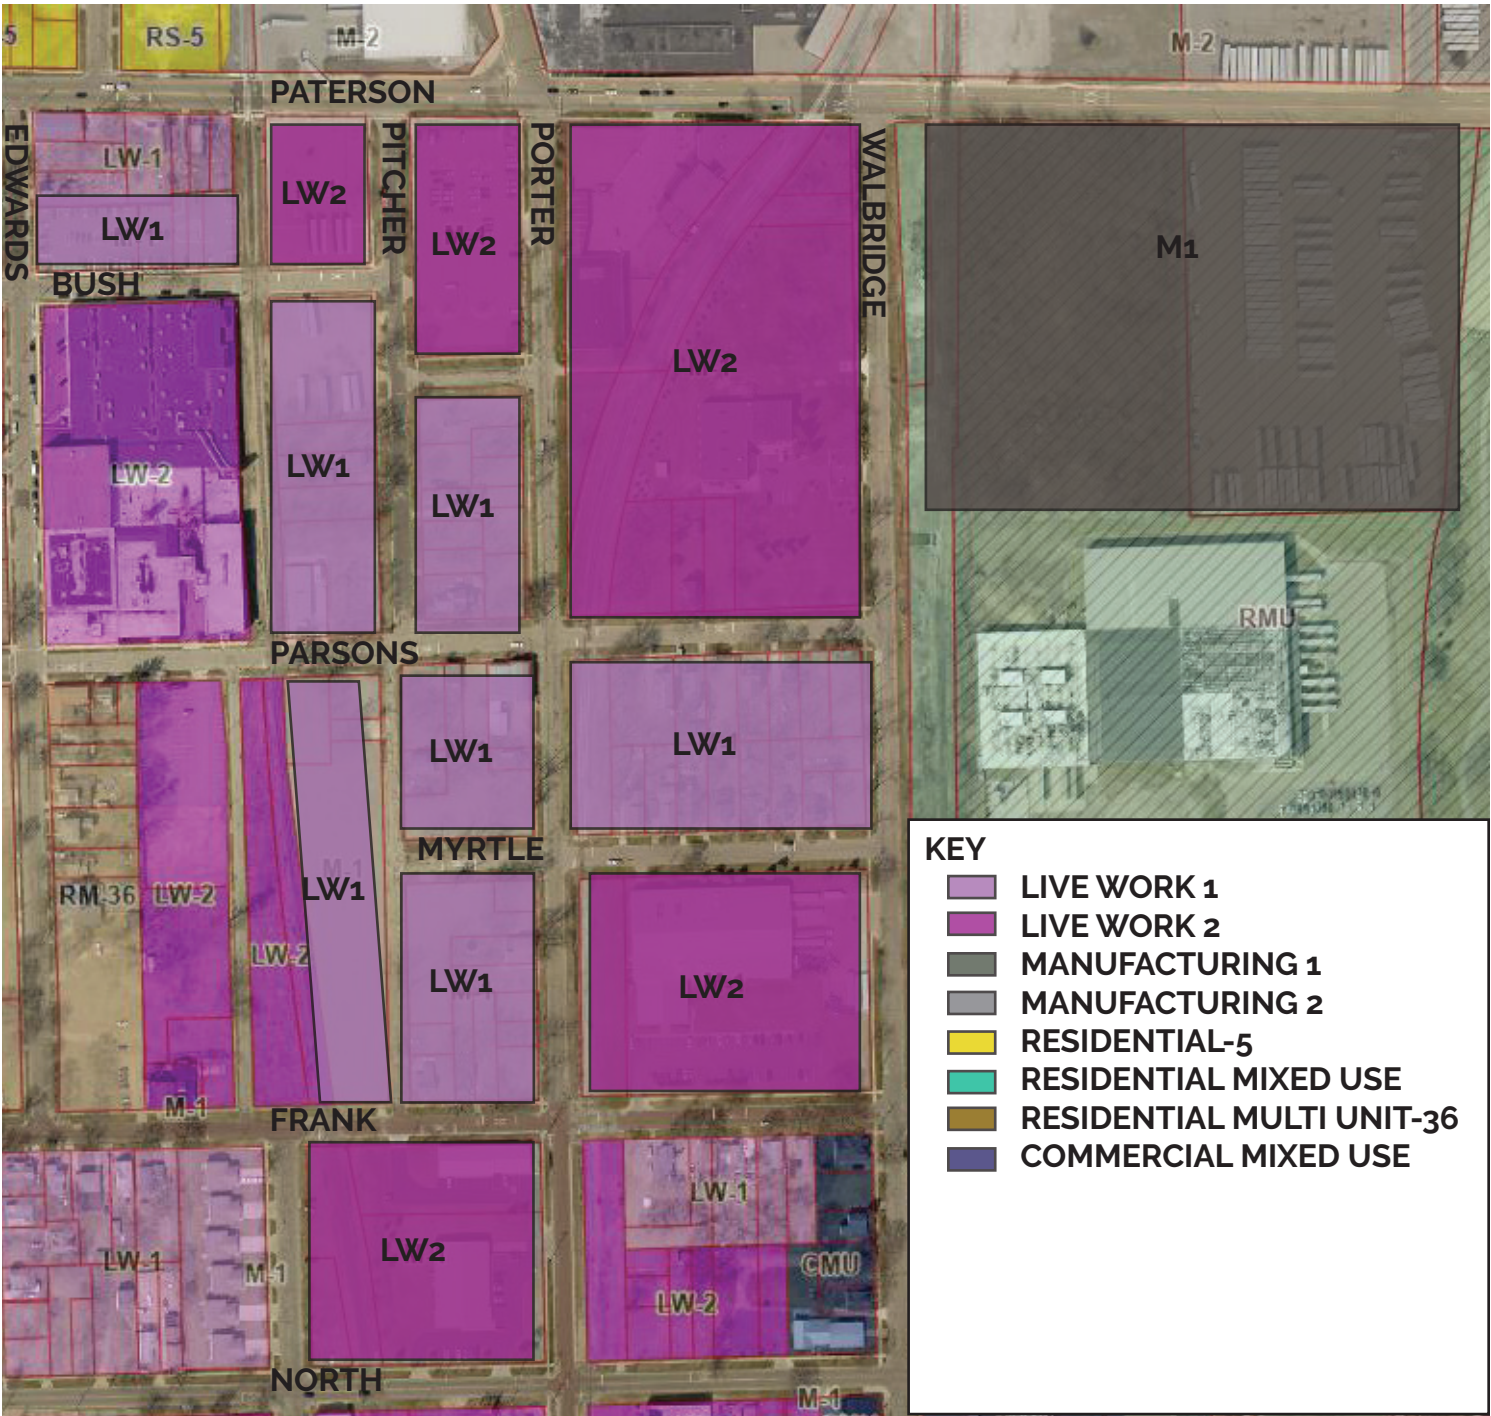 -5
RS-5
M-2
M-2
PATERSON
EDWARDS
LW-1
LW1
LW2
PITCHER
LW2
PORTER
LW2
WALBRIDGE
M1
BUSH
LW-2
LW1
LW1
RMU
PARSONS
LW1
LW1
MYRTLE
RM-36
LW-2
LW-2
M-1
LW1
LW1
LW2
M-1
FRANK
LW-1
M-1
LW2
LW-1
LW-2
CMU
NORTH
M-1
KEY
LIVE WORK 1
LIVE WORK 2
MANUFACTURING 1
MANUFACTURING 2
RESIDENTIAL-5
RESIDENTIAL MIXED USE
RESIDENTIAL MULTI UNIT-36
COMMERCIAL MIXED USE